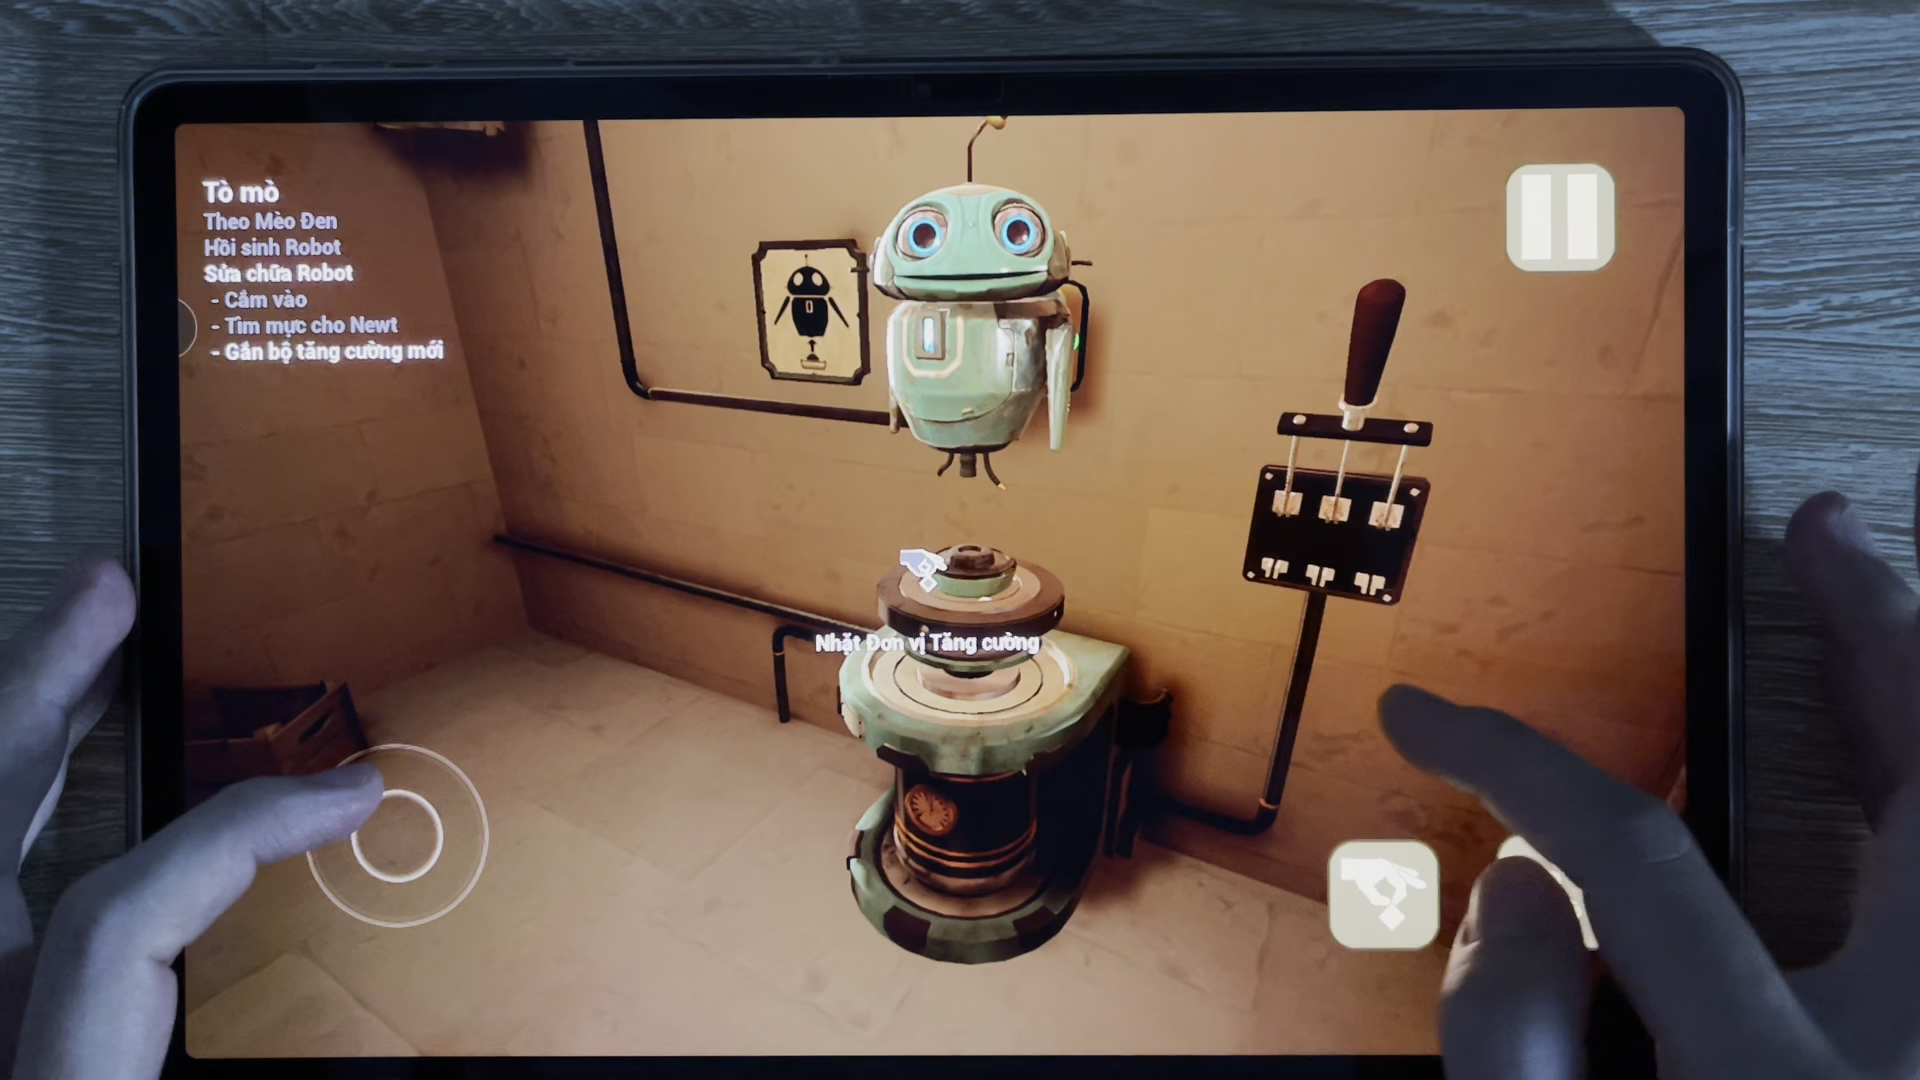 Tò mò
Theo Mèo Đen
Hồi sinh Robot
Sửa chữa Robot
- Cắm vào
- Tìm mực cho Newt
- Gắn bộ tăng cường mới
Nhặt Đơn vị Tăng cường